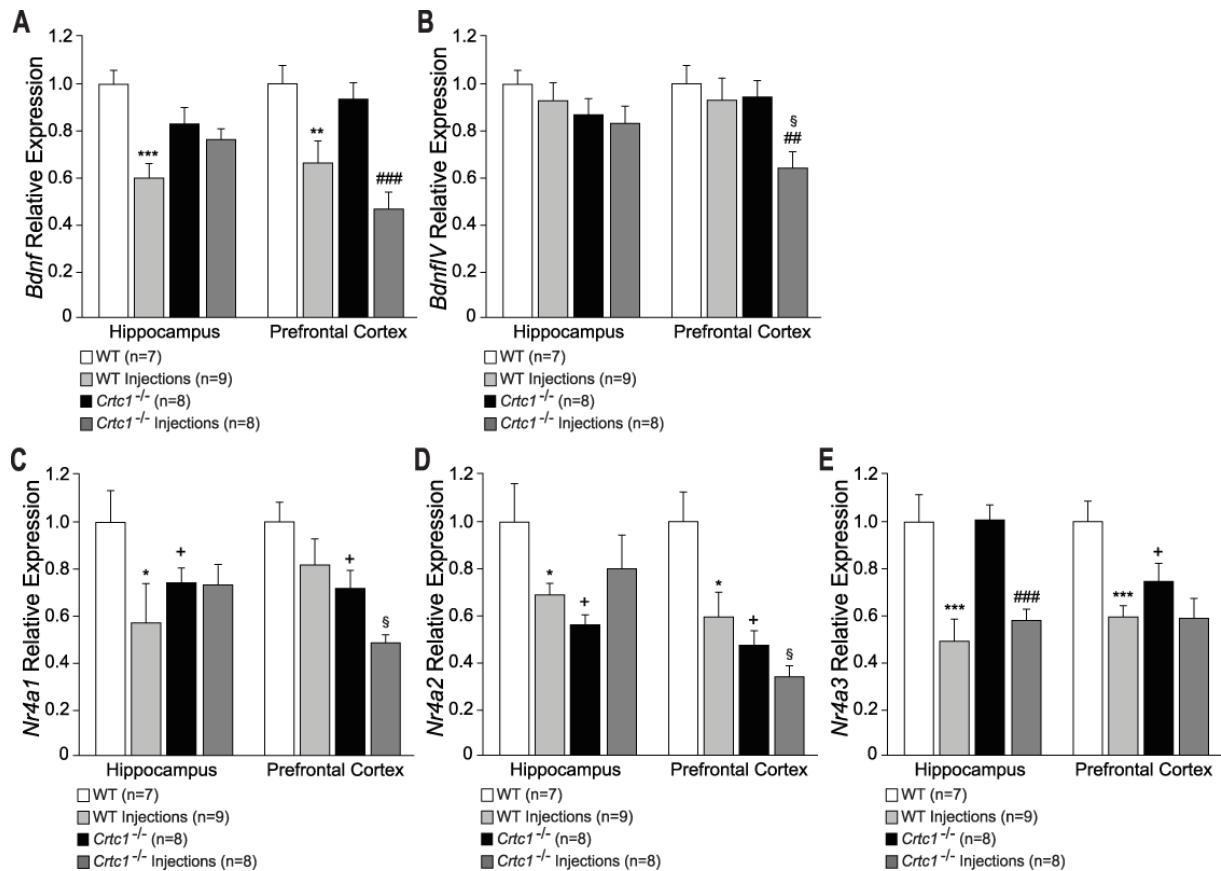 A
Bdnf Relative Expression
1.2
1.0
0.8
0.6
0.4
0.2
0
***
**
###
Hippocampus
Prefrontal Cortex
WT (n=7)
WT Injections (n=9)
Crtc1 -/- (n=8)
Crtc1 -/- Injections (n=8)
B
BdnfIV Relative Expression
1.2
1.0
0.8
0.6
0.4
0.2
0
§
##
Hippocampus
Prefrontal Cortex
WT (n=7)
WT Injections (n=9)
Crtc1 -/- (n=8)
Crtc1 -/- Injections (n=8)
C
Nr4a1 Relative Expression
1.2
1.0
0.8
0.6
0.4
0.2
0
*
+
+
§
Hippocampus
Prefrontal Cortex
WT (n=7)
WT Injections (n=9)
Crtc1 -/- (n=8)
Crtc1 -/- Injections (n=8)
D
Nr4a2 Relative Expression
1.2
1.0
0.8
0.6
0.4
0.2
0
*
+
*
+
§
Hippocampus
Prefrontal Cortex
WT (n=7)
WT Injections (n=9)
Crtc1 -/- (n=8)
Crtc1 -/- Injections (n=8)
E
Nr4a3 Relative Expression
1.2
1.0
0.8
0.6
0.4
0.2
0
***
###
***
+
Hippocampus
Prefrontal Cortex
WT (n=7)
WT Injections (n=9)
Crtc1 -/- (n=8)
Crtc1 -/- Injections (n=8)